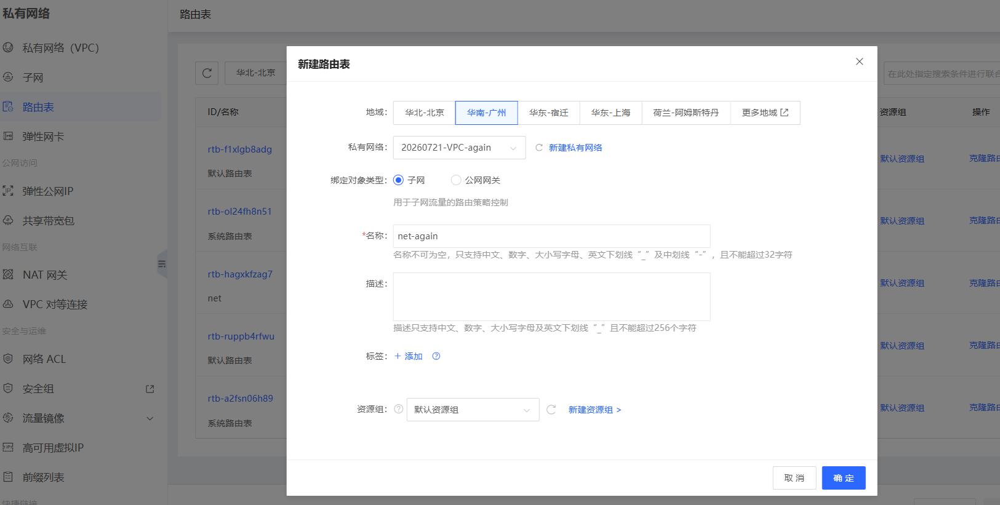 私有网络
私有网络（VPC）
子网
路由表
弹性网卡
公网访问
弹性公网IP
共享带宽包
网络互联
NAT 网关
VPC 对等连接
安全与运维
网络 ACL
安全组
流量镜像
高可用虚拟IP
前缀列表
快捷链接
路由表
华北-北京
在此处指定搜索条件进行联合
ID/名称
资源组
操作
rtb-f1xlgb8adg
默认路由表
默认资源组
克隆路由
rtb-ol24fh8n51
系统路由表
默认资源组
克隆路由
rtb-hagxkfzag7
net
默认资源组
克隆路由
rtb-ruppb4rfwu
默认路由表
默认资源组
克隆路由
rtb-a2fsn06h89
系统路由表
默认资源组
克隆路由
新建路由表
地域： 华北-北京 华南-广州 华东-宿迁 华东-上海 荷兰-阿姆斯特丹 更多地域
私有网络： 20260721-VPC-again 新建私有网络
绑定对象类型： 子网 公网网关
用于子网流量的路由策略控制
*名称： net-again
名称不可为空，只支持中文、数字、大小写字母、英文下划线“_”及中划线“-”，且不能超过32字符
描述：
描述只支持中文、数字、大小写字母及英文下划线“_”且不能超过256个字符
标签： + 添加
资源组： 默认资源组 新建资源组 >
取消 确定